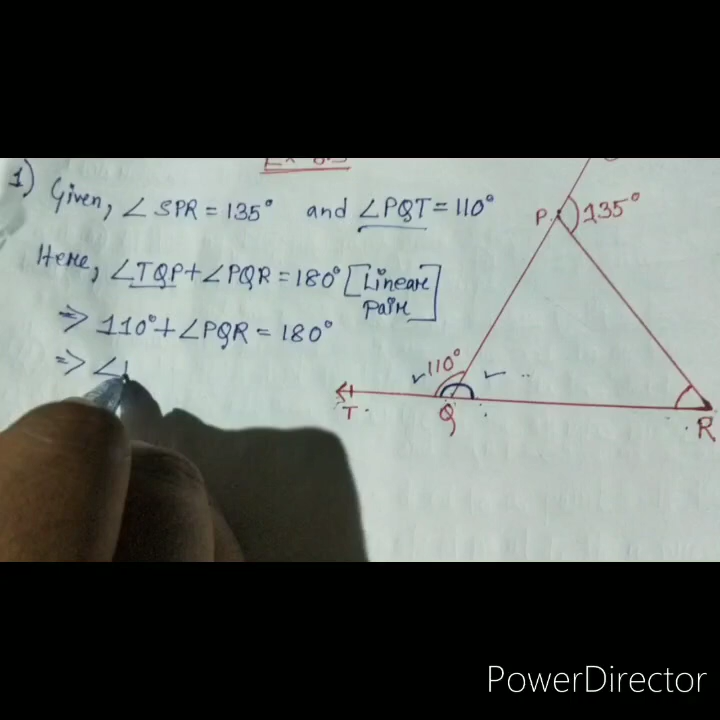 1) Given, ∠SPR = 135° and ∠PQT = 110°
Here, ∠TQP + ∠PQR = 180° [Linear
pair]
⇒ 110° + ∠PQR = 180°
⇒ ∠
P
135°
110°
T
Q
R
PowerDirector